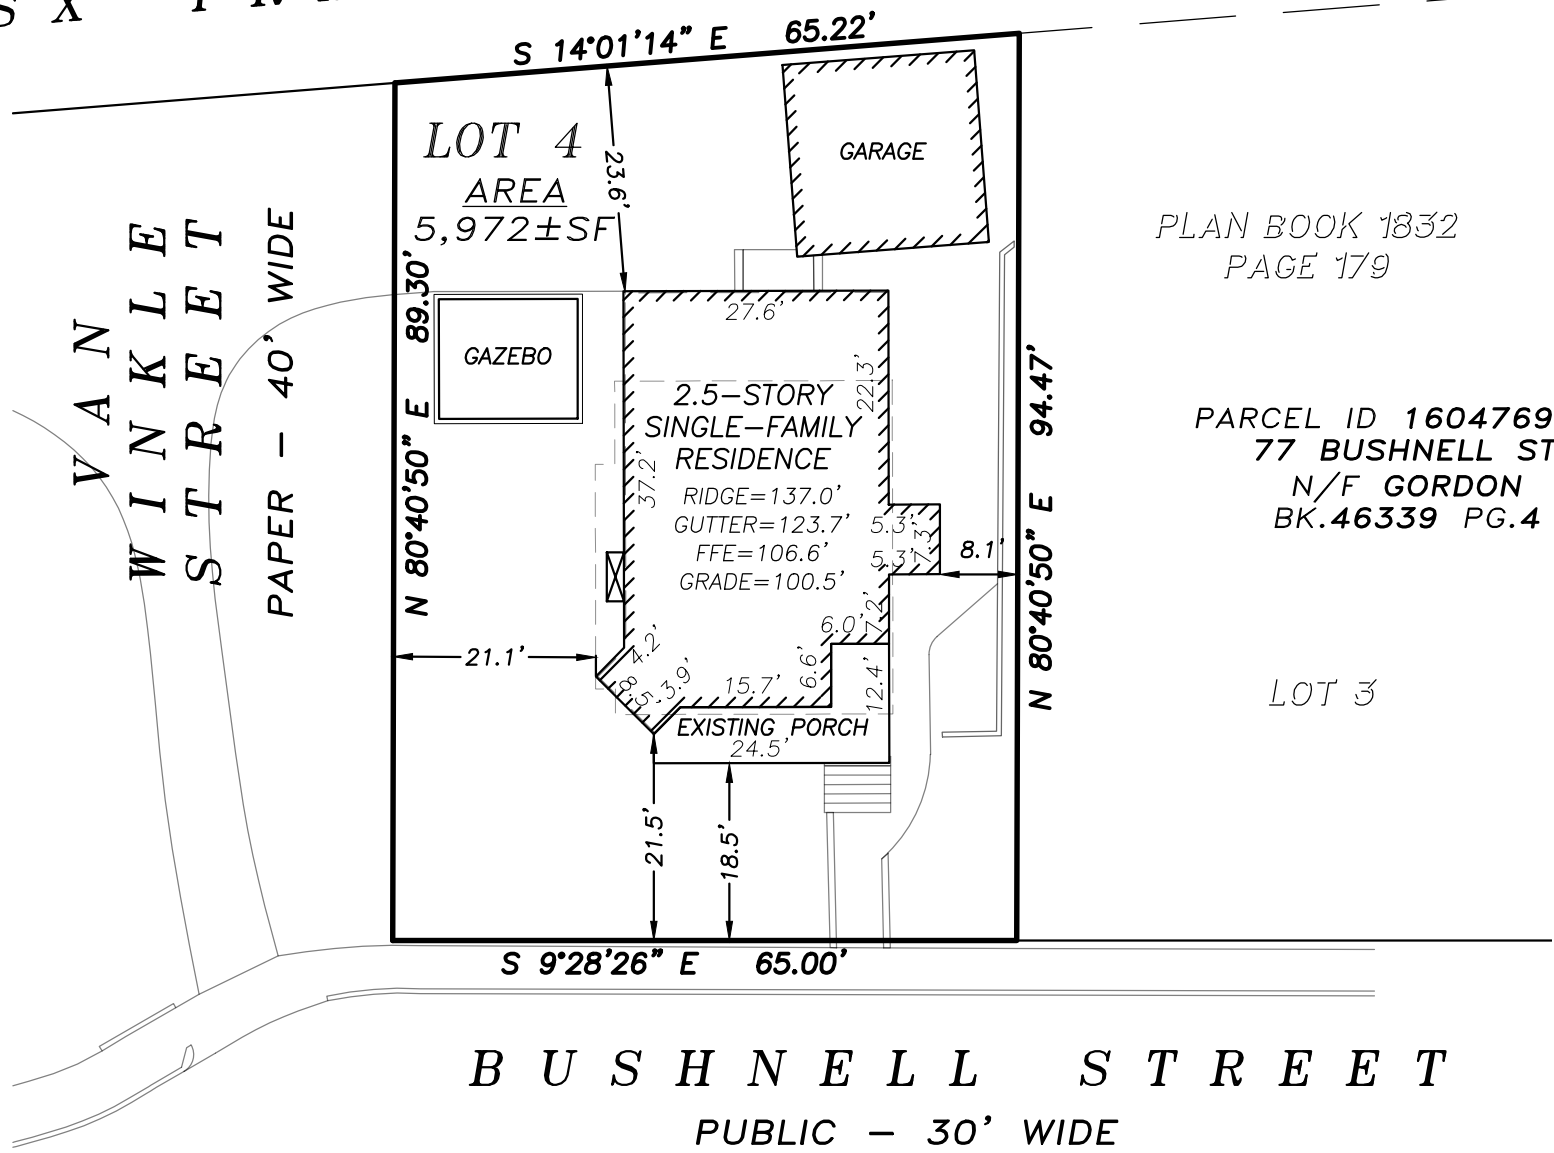 S 14°01'14" E 65.22'
LOT 4
AREA
5,972±SF
23.6'
GARAGE
PLAN BOOK 1832
PAGE 179
VAN
WINKLE
STREET
PAPER - 40' WIDE
N 80°40'50" E 89.30'
GAZEBO
27.6'
22.3'
37.2'
2.5-STORY
SINGLE-FAMILY
RESIDENCE
RIDGE=137.0'
GUTTER=123.7'
FFE=106.6'
GRADE=100.5'
5.3'
5.3'
7.3'
8.1'
N 80°40'50" E 94.47'
PARCEL ID 1604769
77 BUSHNELL ST
N/F GORDON
BK.46339 PG.4
7.2'
6.0'
6.6'
12.4'
21.1'
4.2'
8.5'
3.9'
15.7'
EXISTING PORCH
24.5'
LOT 3
21.5'
18.5'
S 9°28'26" E 65.00'
BUSHNELL STREET
PUBLIC - 30' WIDE